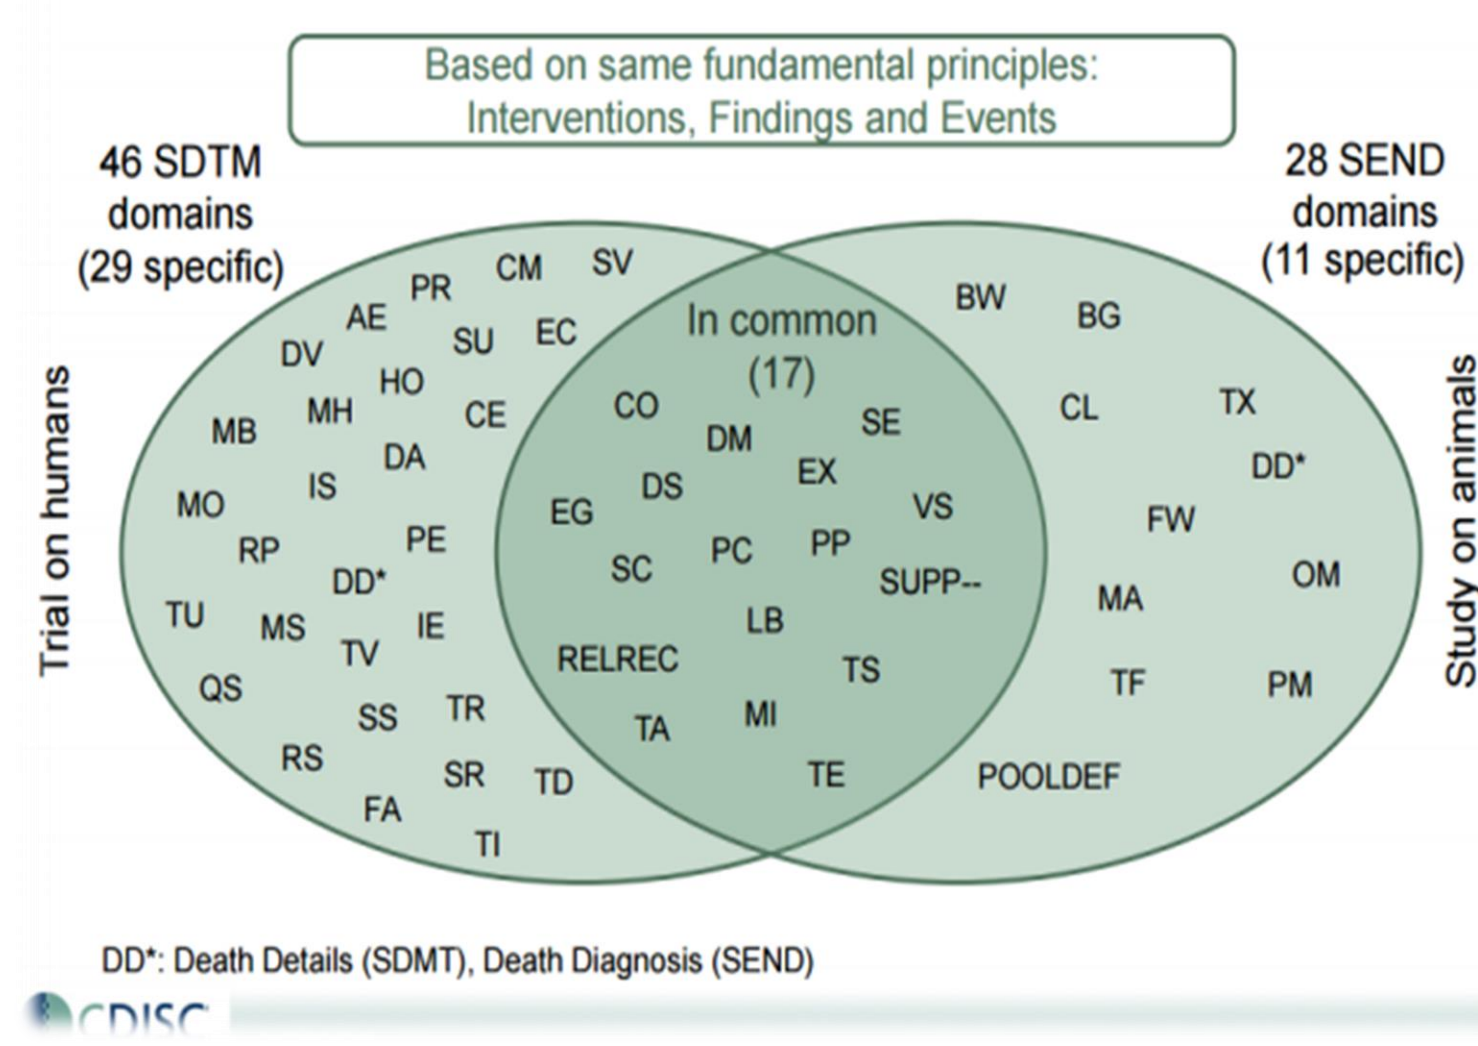 Based on same fundamental principles:
Interventions, Findings and Events
46 SDTM
domains
(29 specific)
28 SEND
domains
(11 specific)
Trial on humans
SV
CM
PR
AE
EC
SU
DV
HO
MH
CE
MB
DA
IS
MO
PE
RP
DD*
TU
MS
IE
TV
QS
TR
SS
RS
SR
TD
FA
TI
In common
(17)
CO
SE
DM
EX
DS
VS
EG
PP
PC
SC
SUPP--
LB
RELREC
TS
MI
TA
TE
BW
BG
CL
TX
DD*
FW
OM
MA
TF
PM
POOLDEF
Study on animals
DD*: Death Details (SDMT), Death Diagnosis (SEND)
CDISC